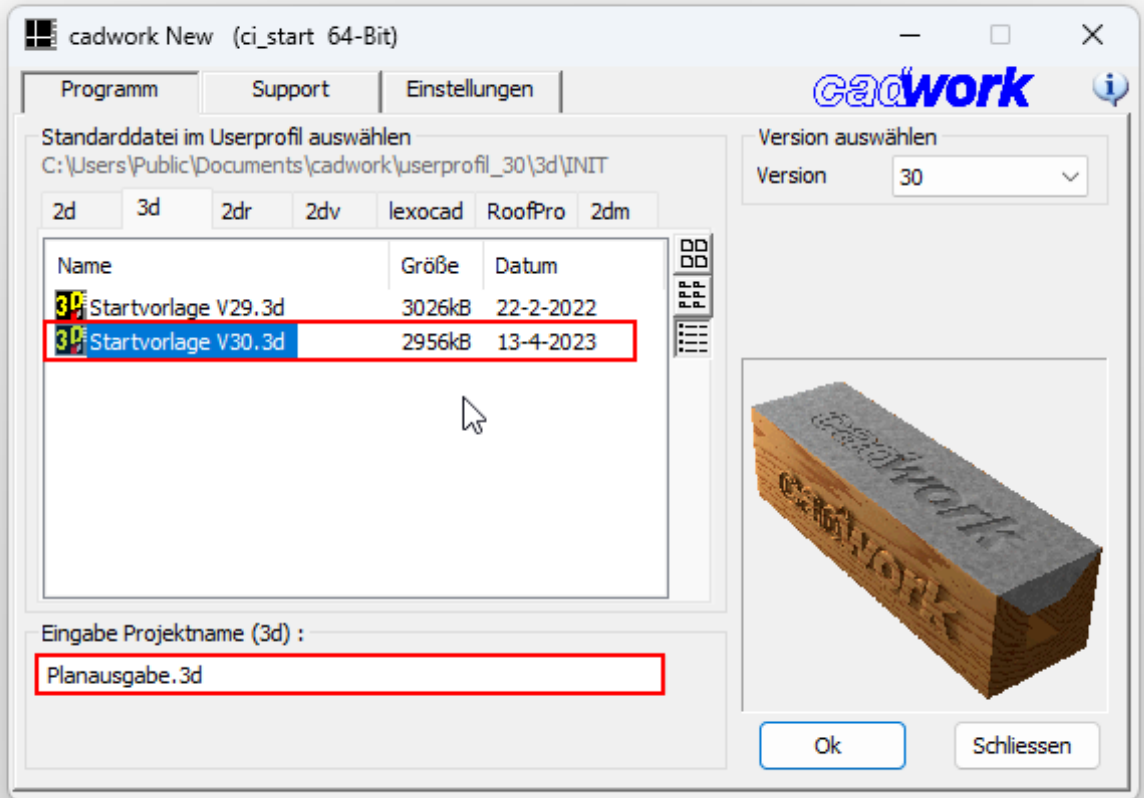 cadwork New (ci_start 64-Bit)
Programm Support Einstellungen
cadwork
Standarddatei im Userprofil auswählen
C:\Users\Public\Documents\cadwork\userprofil_30\3d\INIT
2d 3d 2dr 2dv lexocad RoofPro 2dm
Name Größe Datum
Startvorlage V29.3d 3026kB 22-2-2022
Startvorlage V30.3d 2956kB 13-4-2023
Eingabe Projektname (3d) :
Planausgabe.3d
Version auswählen
Version 30
cadwork
cadwork
Ok Schliessen